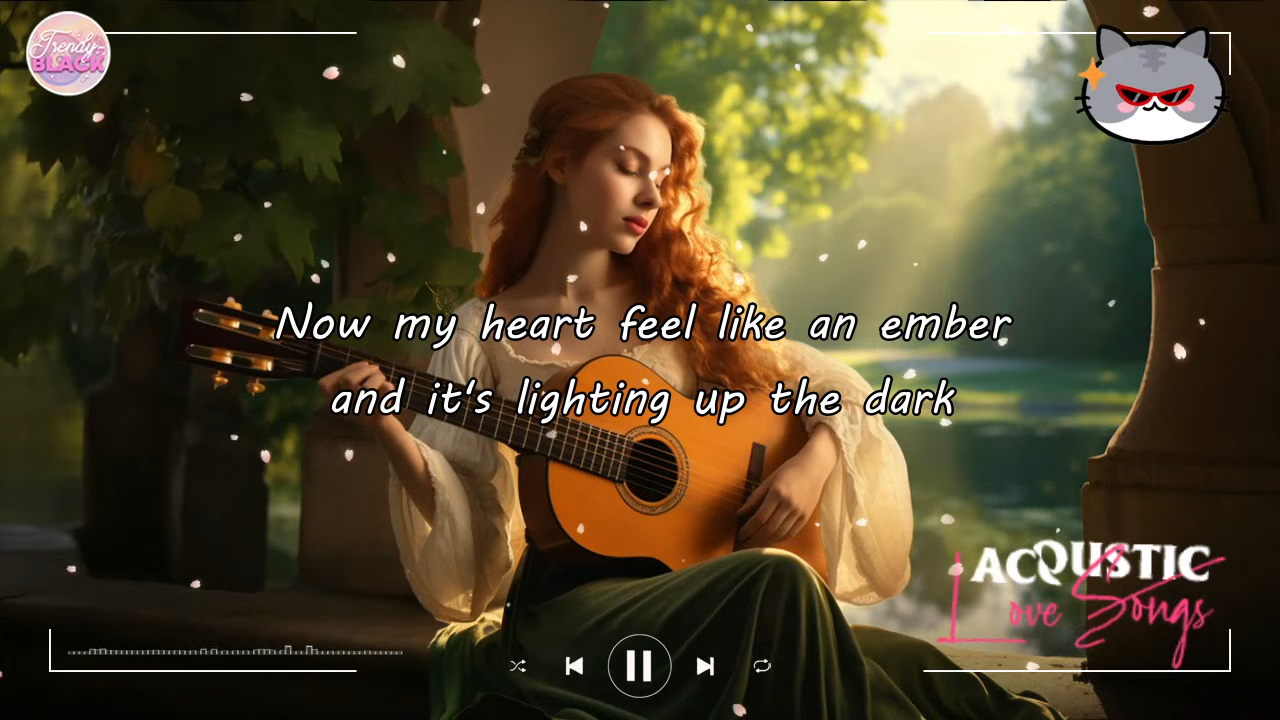 Trendy
BLACK
Now my heart feel like an ember
and it's lighting up the dark
ACOUSTIC
Love Songs